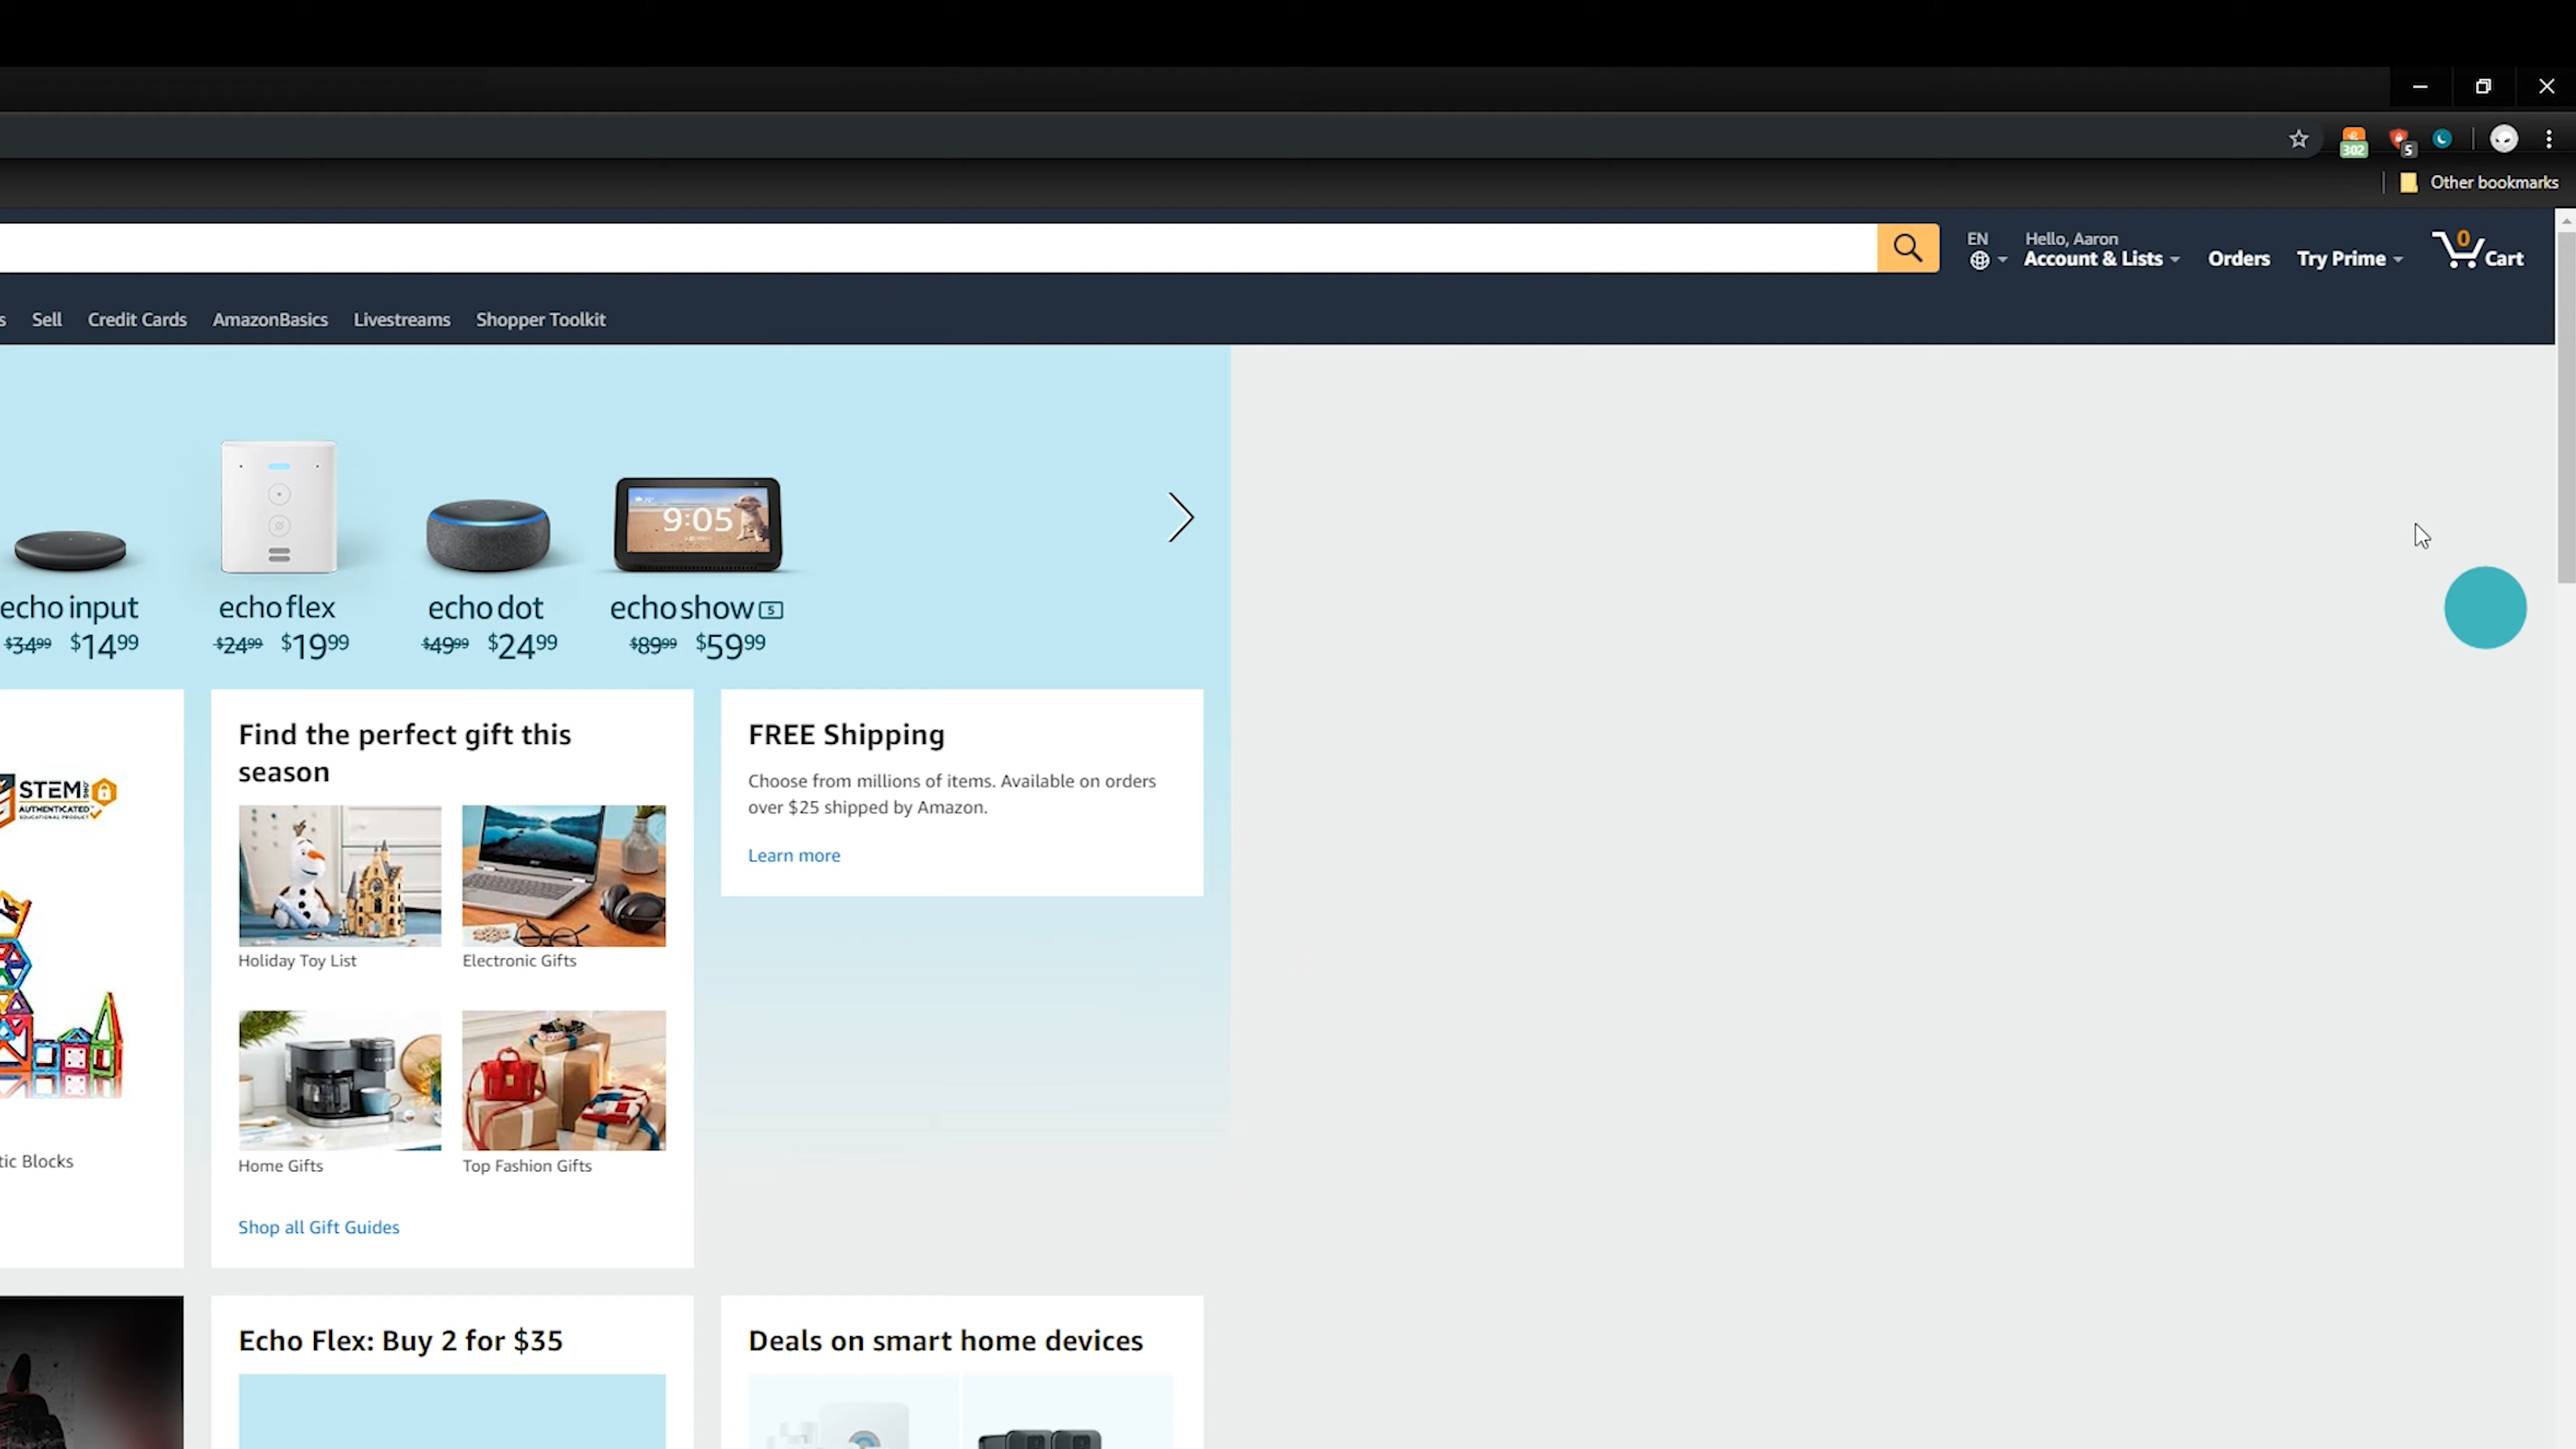 302
5
Other bookmarks
EN
Hello, Aaron
Account & Lists
Orders
Try Prime
0
Cart
s
Sell
Credit Cards
AmazonBasics
Livestreams
Shopper Toolkit
9:05
echo input
$34.99 $14.99
echo flex
$24.99 $19.99
echo dot
$49.99 $24.99
echo show 5
$89.99 $59.99
STEM
AUTHENTICATED
EDUCATIONAL PRODUCT
tic Blocks
Find the perfect gift this
season
Holiday Toy List
Electronic Gifts
Home Gifts
Top Fashion Gifts
Shop all Gift Guides
FREE Shipping
Choose from millions of items. Available on orders
over $25 shipped by Amazon.
Learn more
Echo Flex: Buy 2 for $35
Deals on smart home devices